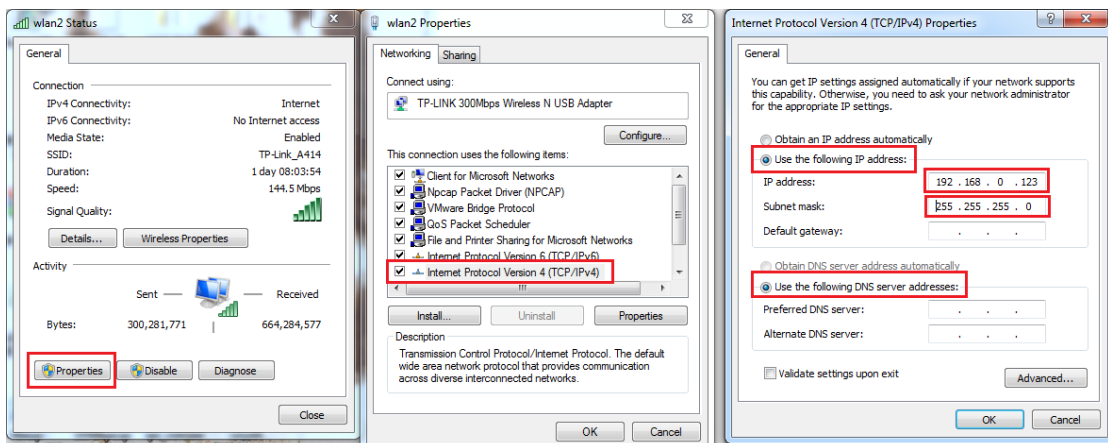 wlan2 Status
General
Connection
IPv4 Connectivity: Internet
IPv6 Connectivity: No Internet access
Media State: Enabled
SSID: TP-Link_A414
Duration: 1 day 08:03:54
Speed: 144.5 Mbps
Signal Quality:
Details... Wireless Properties
Activity
Sent Received
Bytes: 300,281,771 664,284,577
Properties Disable Diagnose
Close
wlan2 Properties
Networking Sharing
Connect using:
TP-LINK 300Mbps Wireless N USB Adapter
Configure...
This connection uses the following items:
Client for Microsoft Networks
Npcap Packet Driver (NPCAP)
VMware Bridge Protocol
QoS Packet Scheduler
File and Printer Sharing for Microsoft Networks
Internet Protocol Version 6 (TCP/IPv6)
Internet Protocol Version 4 (TCP/IPv4)
Install... Uninstall Properties
Description
Transmission Control Protocol/Internet Protocol. The default
wide area network protocol that provides communication
across diverse interconnected networks.
OK Cancel
Internet Protocol Version 4 (TCP/IPv4) Properties
General
You can get IP settings assigned automatically if your network supports
this capability. Otherwise, you need to ask your network administrator
for the appropriate IP settings.
Obtain an IP address automatically
Use the following IP address:
IP address: 192 . 168 . 0 . 123
Subnet mask: 255 . 255 . 255 . 0
Default gateway: . . .
Obtain DNS server address automatically
Use the following DNS server addresses:
Preferred DNS server: . . .
Alternate DNS server: . . .
Validate settings upon exit
Advanced...
OK Cancel